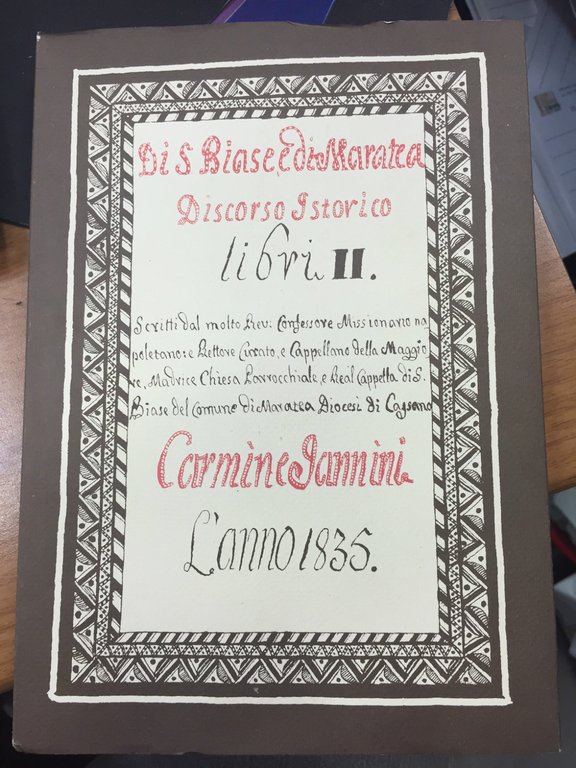 Di S Biase, e di Maratea
Discorso Istorico
libri II.
Scritti dal molto Rev: Confessore Missionario na
poletano: e Rettore Curato, e Cappellano della Maggio
re, Madrice Chiesa Parrocchiale, e Real Cappella di S.
Biase del Comune di Maratea Diocesi di Cassano
Carmine Iannini
L'anno 1835.